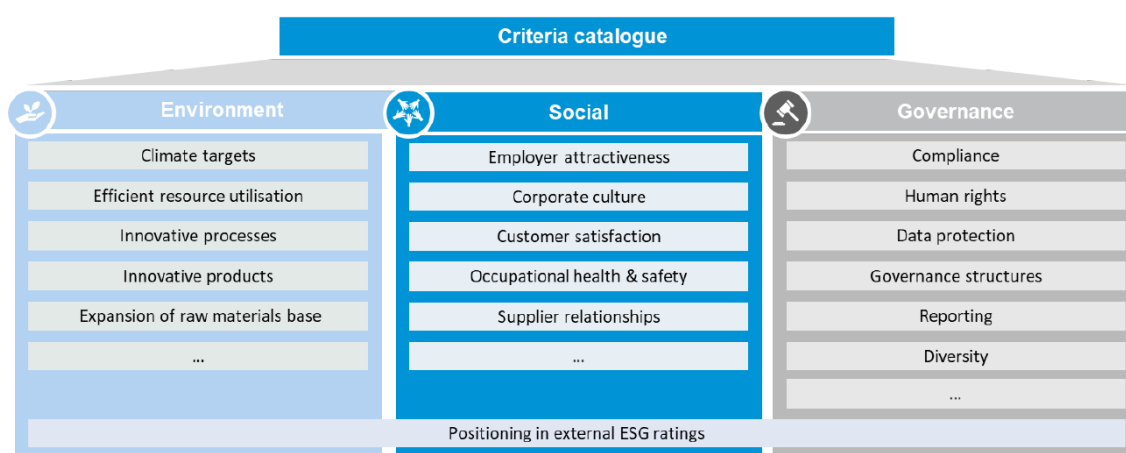 Criteria catalogue
Environment
Climate targets
Efficient resource utilisation
Innovative processes
Innovative products
Expansion of raw materials base
...
Social
Employer attractiveness
Corporate culture
Customer satisfaction
Occupational health & safety
Supplier relationships
...
Governance
Compliance
Human rights
Data protection
Governance structures
Reporting
Diversity
...
Positioning in external ESG ratings